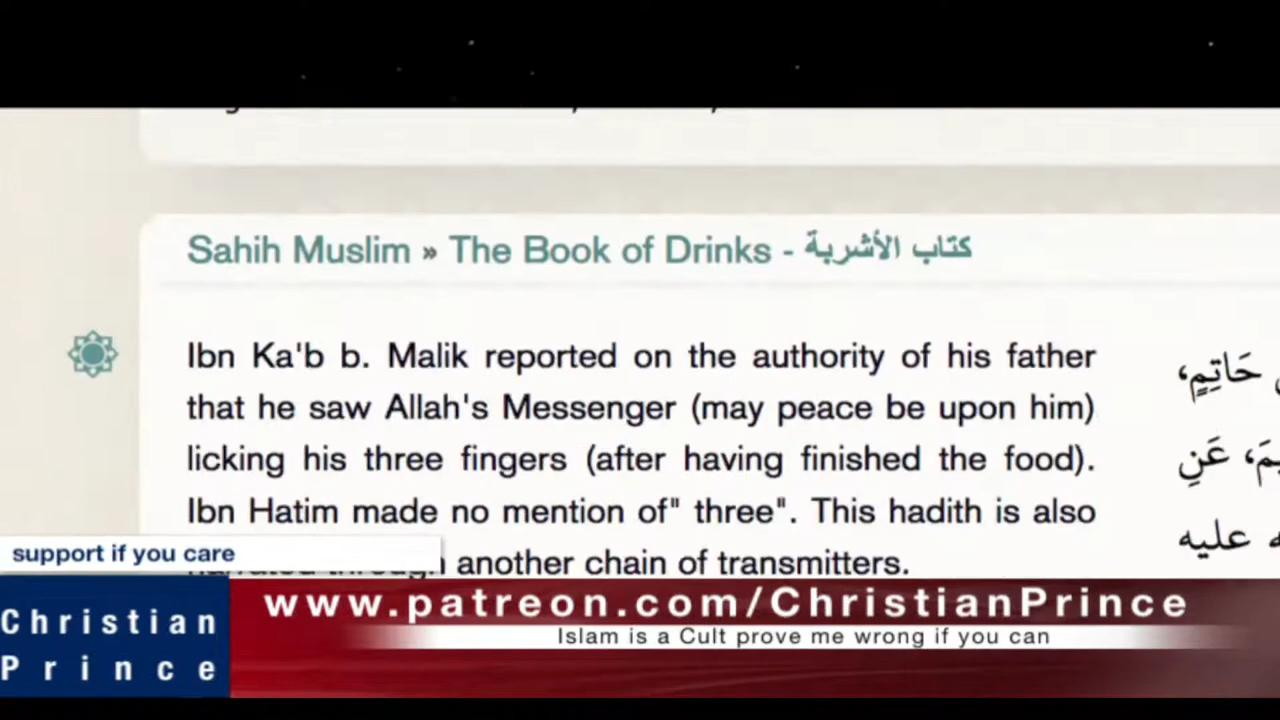 Sahih Muslim » The Book of Drinks - كتاب الأشربة
Ibn Ka'b b. Malik reported on the authority of his father
that he saw Allah's Messenger (may peace be upon him)
licking his three fingers (after having finished the food).
Ibn Hatim made no mention of" three". This hadith is also
another chain of transmitters.
حَاتِمٍ،
عَنِ
عليه
support if you care
Christian
Prince
www.patreon.com/ChristianPrince
Islam is a Cult prove me wrong if you can